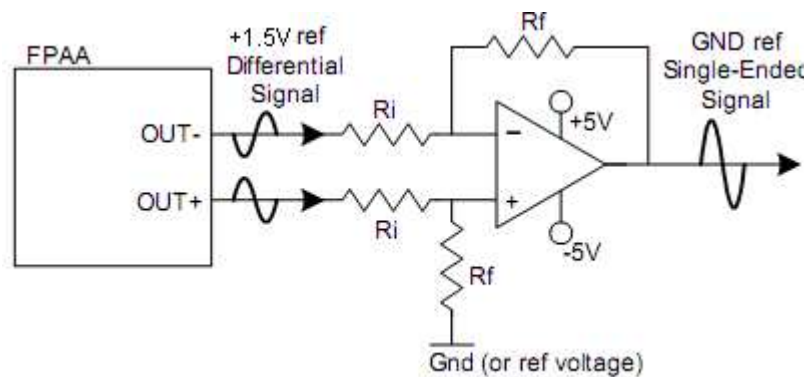 +1.5V ref
Differential
Signal
FPAA
Rf
GND ref
Single-Ended
Signal
OUT-
Ri
-
+5V
OUT+
Ri
+
-5V
Rf
Gnd (or ref voltage)